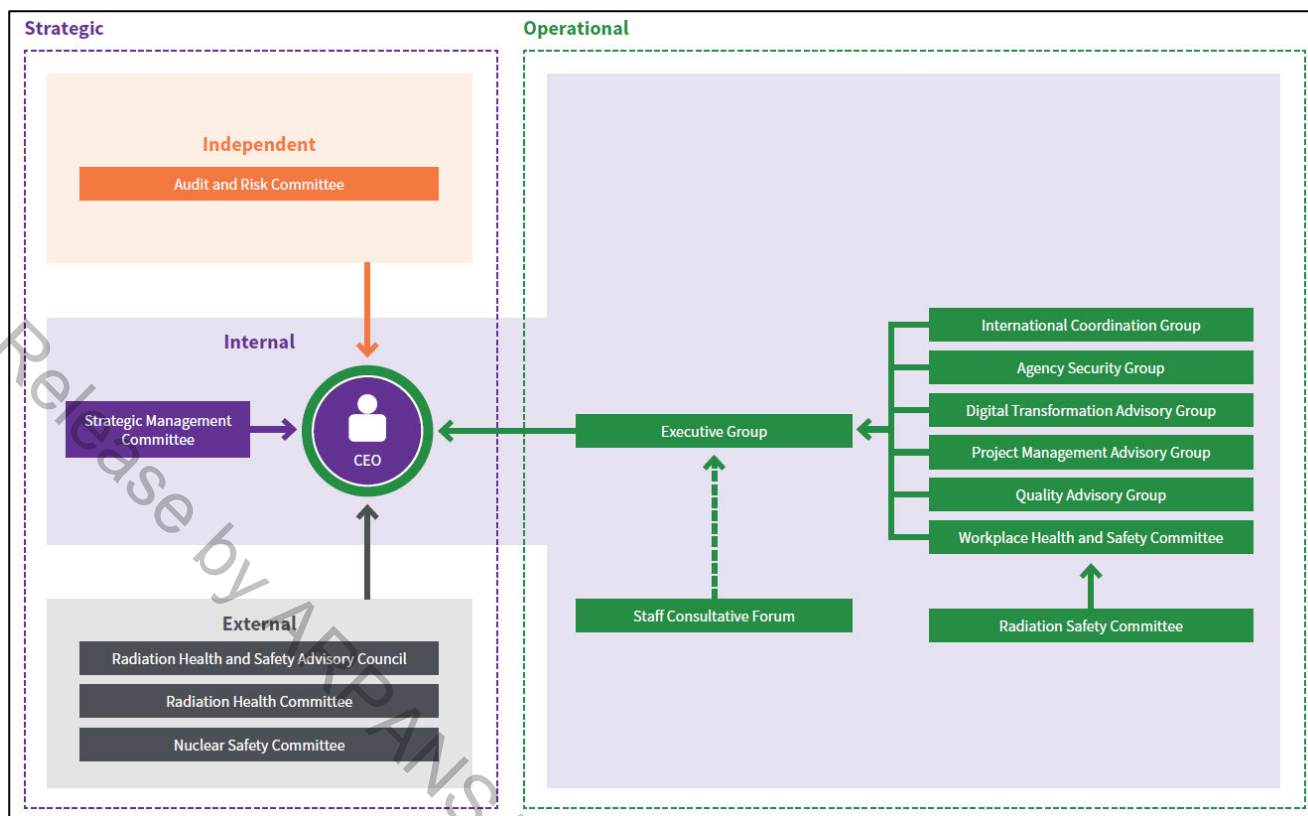 Strategic
Operational
Independent
Audit and Risk Committee
Internal
Strategic Management
Committee
CEO
External
Radiation Health and Safety Advisory Council
Radiation Health Committee
Nuclear Safety Committee
Executive Group
Staff Consultative Forum
International Coordination Group
Agency Security Group
Digital Transformation Advisory Group
Project Management Advisory Group
Quality Advisory Group
Workplace Health and Safety Committee
Radiation Safety Committee
Release by ARPANS